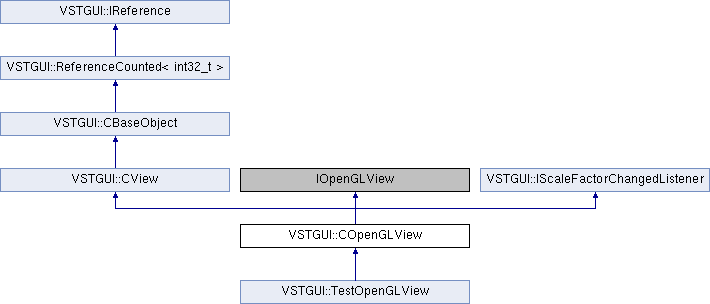 VSTGUI::IReference
VSTGUI::ReferenceCounted< int32_t >
VSTGUI::CBaseObject
VSTGUI::CView
IOpenGLView
VSTGUI::IScaleFactorChangedListener
VSTGUI::COpenGLView
VSTGUI::TestOpenGLView